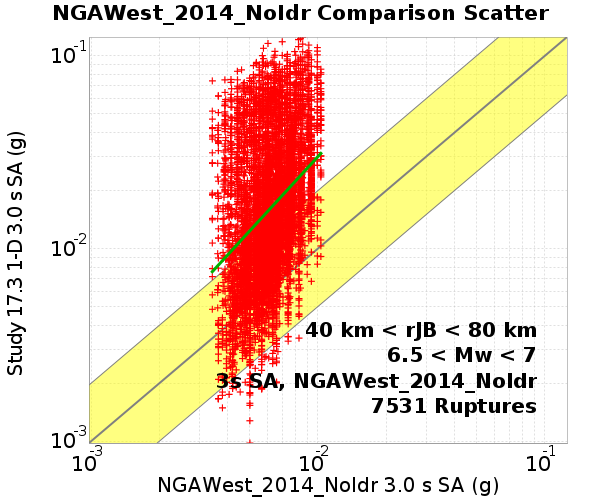 NGAWest_2014_NoIdr Comparison Scatter
Study 17.3 1-D 3.0 s SA (g)
10-1
10-2
10-3
40 km < rJB < 80 km
6.5 < Mw < 7
3s SA, NGAWest_2014_NoIdr
7531 Ruptures
10-3
10-2
10-1
NGAWest_2014_NoIdr 3.0 s SA (g)